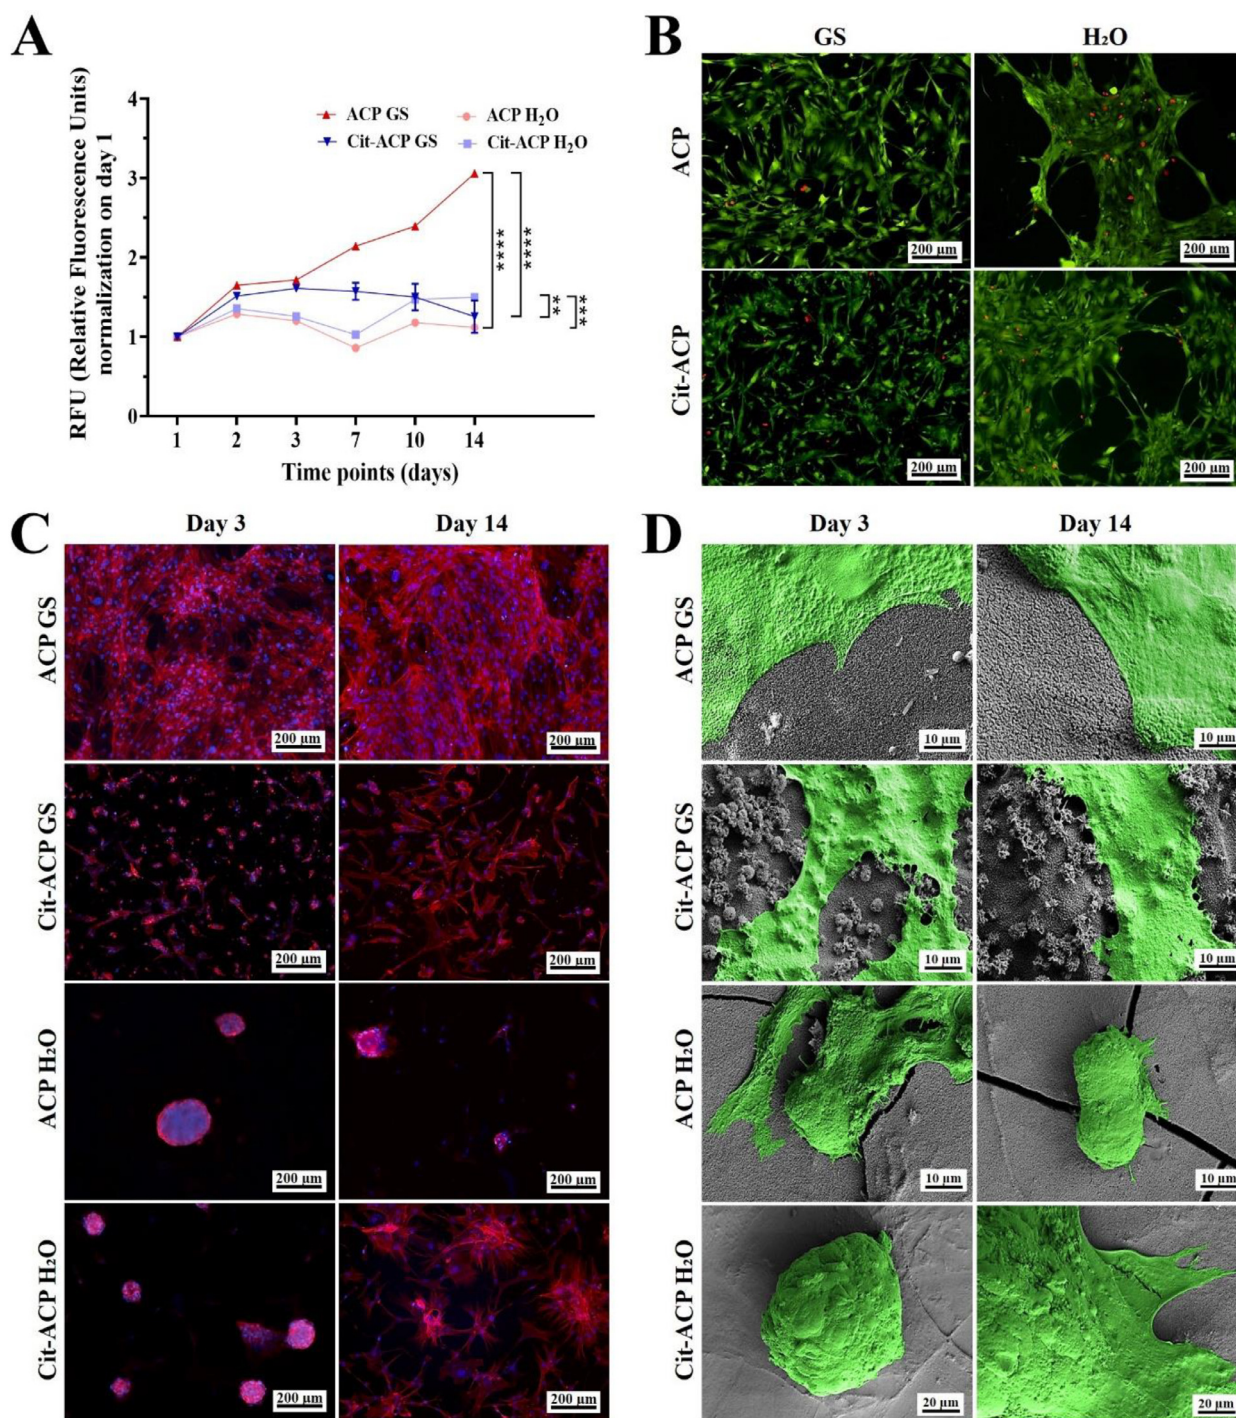 A
RFU (Relative Fluorescence Units)
normalization on day 1
4
3
2
1
0
ACP GS
ACP H₂O
Cit-ACP GS
Cit-ACP H₂O
****
****
**
***
1 2 3 7 10 14
Time points (days)
B
GS H₂O
ACP
200 µm 200 µm
Cit-ACP
200 µm 200 µm
C
Day 3 Day 14
ACP GS
200 µm 200 µm
Cit-ACP GS
200 µm 200 µm
ACP H₂O
200 µm 200 µm
Cit-ACP H₂O
200 µm 200 µm
D
Day 3 Day 14
ACP GS
10 µm 10 µm
Cit-ACP GS
10 µm 10 µm
ACP H₂O
10 µm 10 µm
Cit-ACP H₂O
20 µm 20 µm